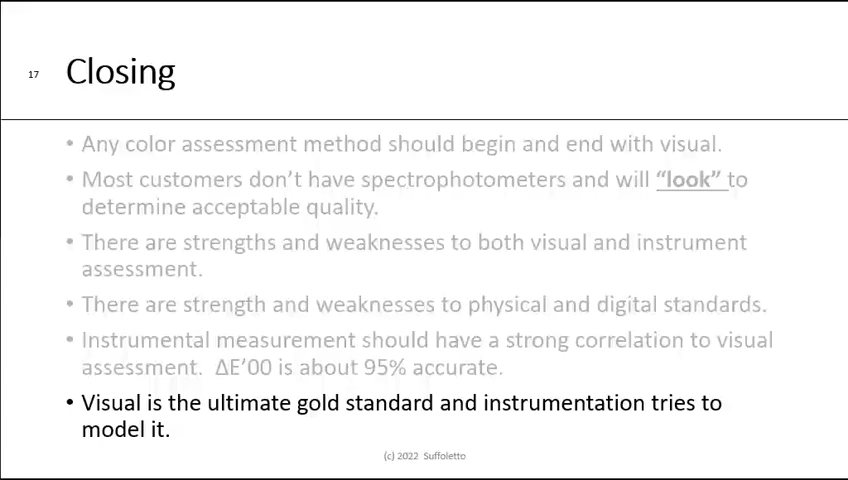 17
Closing
• Any color assessment method should begin and end with visual.
• Most customers don't have spectrophotometers and will “look” to
determine acceptable quality.
• There are strengths and weaknesses to both visual and instrument
assessment.
• There are strength and weaknesses to physical and digital standards.
• Instrumental measurement should have a strong correlation to visual
assessment. ΔE'00 is about 95% accurate.
• Visual is the ultimate gold standard and instrumentation tries to
model it.
(c) 2022 Suffoletto